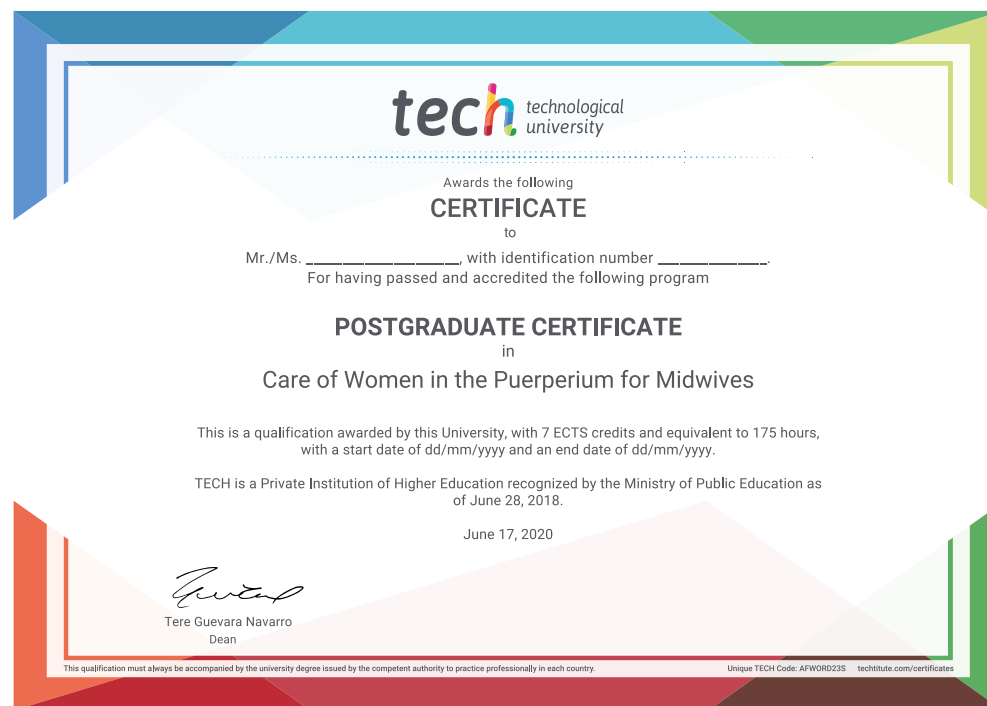 tech technological
university
Awards the following
CERTIFICATE
to
Mr./Ms. ____________________, with identification number ______________.
For having passed and accredited the following program
POSTGRADUATE CERTIFICATE
in
Care of Women in the Puerperium for Midwives
This is a qualification awarded by this University, with 7 ECTS credits and equivalent to 175 hours,
with a start date of dd/mm/yyyy and an end date of dd/mm/yyyy.
TECH is a Private Institution of Higher Education recognized by the Ministry of Public Education as
of June 28, 2018.
June 17, 2020
Tere Guevara Navarro
Dean
This qualification must always be accompanied by the university degree issued by the competent authority to practice professionally in each country. Unique TECH Code: AFWORD23S techtitute.com/certificates